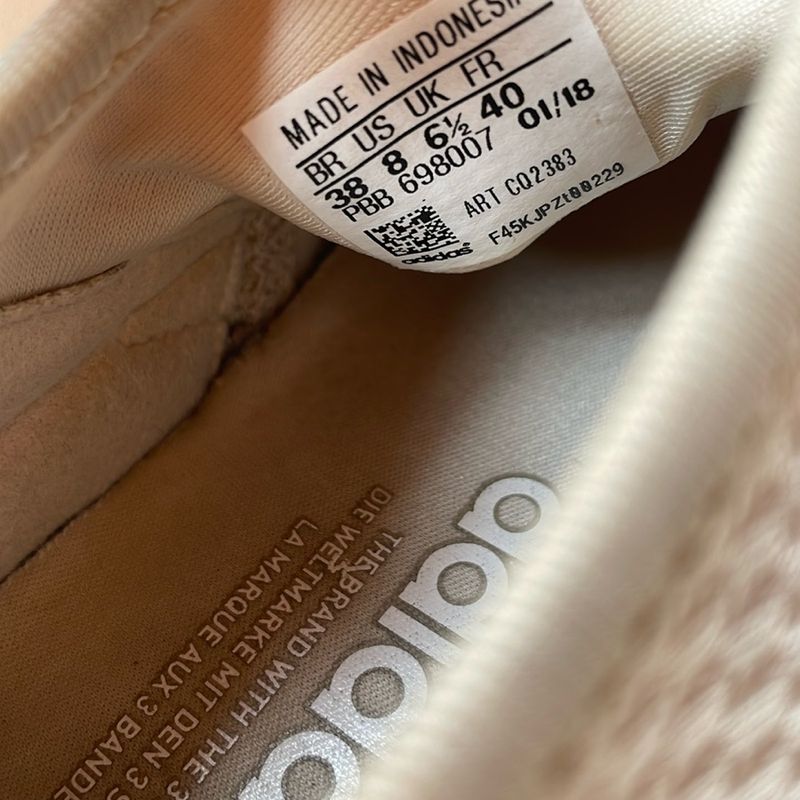 MADE IN INDONESIA
BR US UK FR
38 8 6½ 40
PBB 698007 01/18
ART CQ2383
F45KJPZt00229
adidas
adidas
THE BRAND WITH THE 3
DIE WELTMARKE MIT DEN 3 S
LA MARQUE AUX 3 BANDE